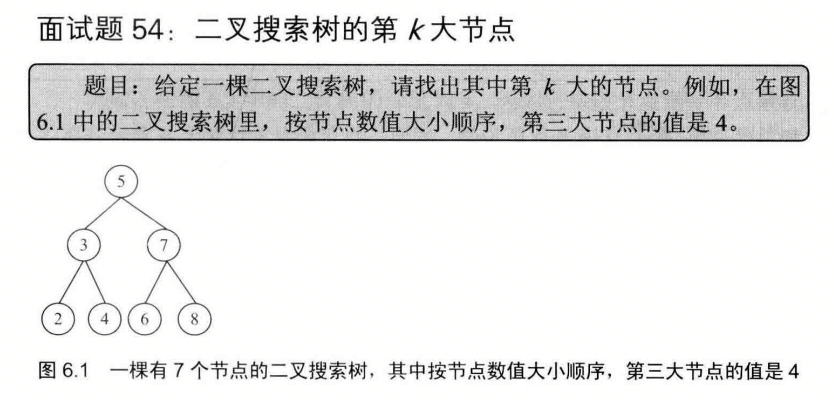 面试题 54：二叉搜索树的第 k 大节点
题目：给定一棵二叉搜索树，请找出其中第 k 大的节点。例如，在图
6.1 中的二叉搜索树里，按节点数值大小顺序，第三大节点的值是 4。
5
3 7
2 4 6 8
图 6.1 一棵有 7 个节点的二叉搜索树，其中按节点数值大小顺序，第三大节点的值是 4